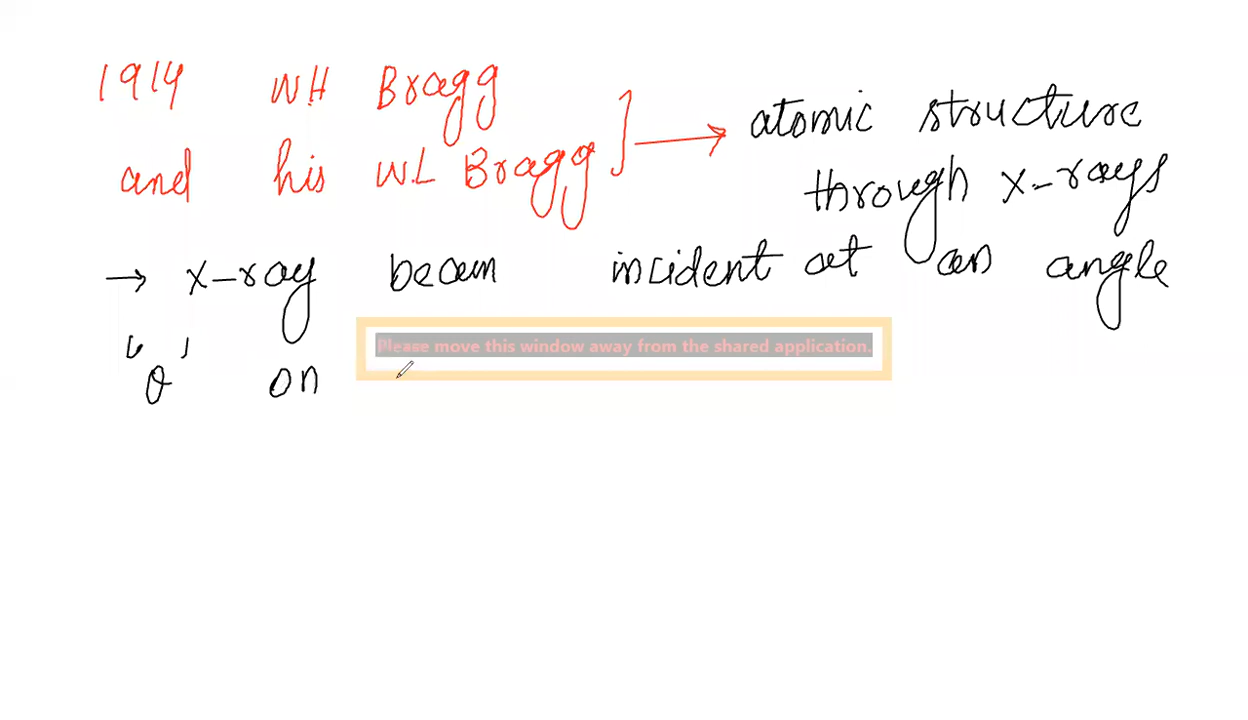 1914 WH Bragg
and his WL Bragg
→ atomic structure
through x-rays
→ x-ray beam incident at an angle
'θ' on
Please move this window away from the shared application.